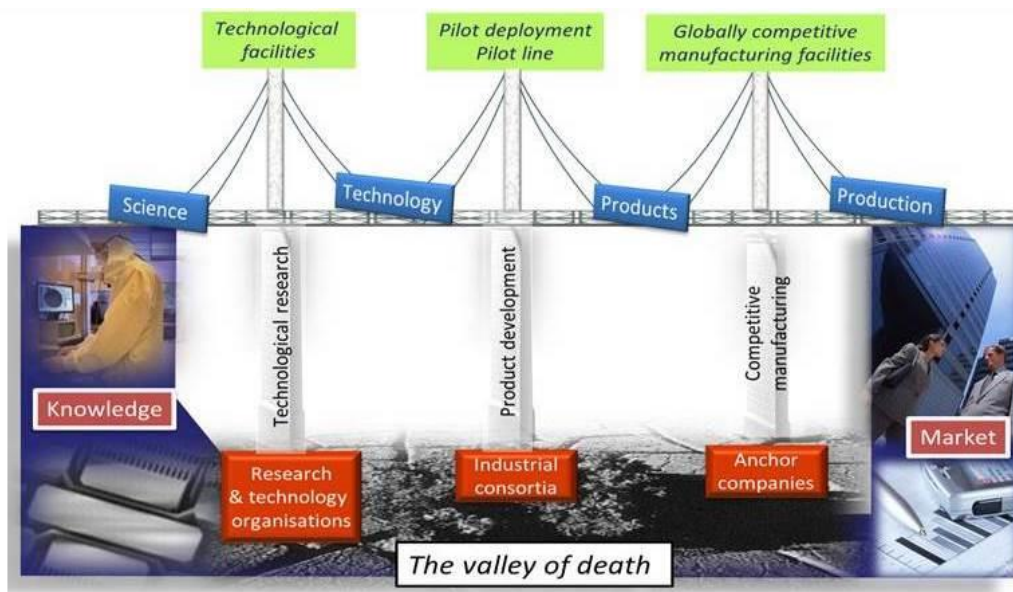 Technological
facilities
Pilot deployment
Pilot line
Globally competitive
manufacturing facilities
Science
Technology
Products
Production
Technological research
Product development
Competitive
manufacturing
Knowledge
Market
Research
& technology
organisations
Industrial
consortia
Anchor
companies
The valley of death